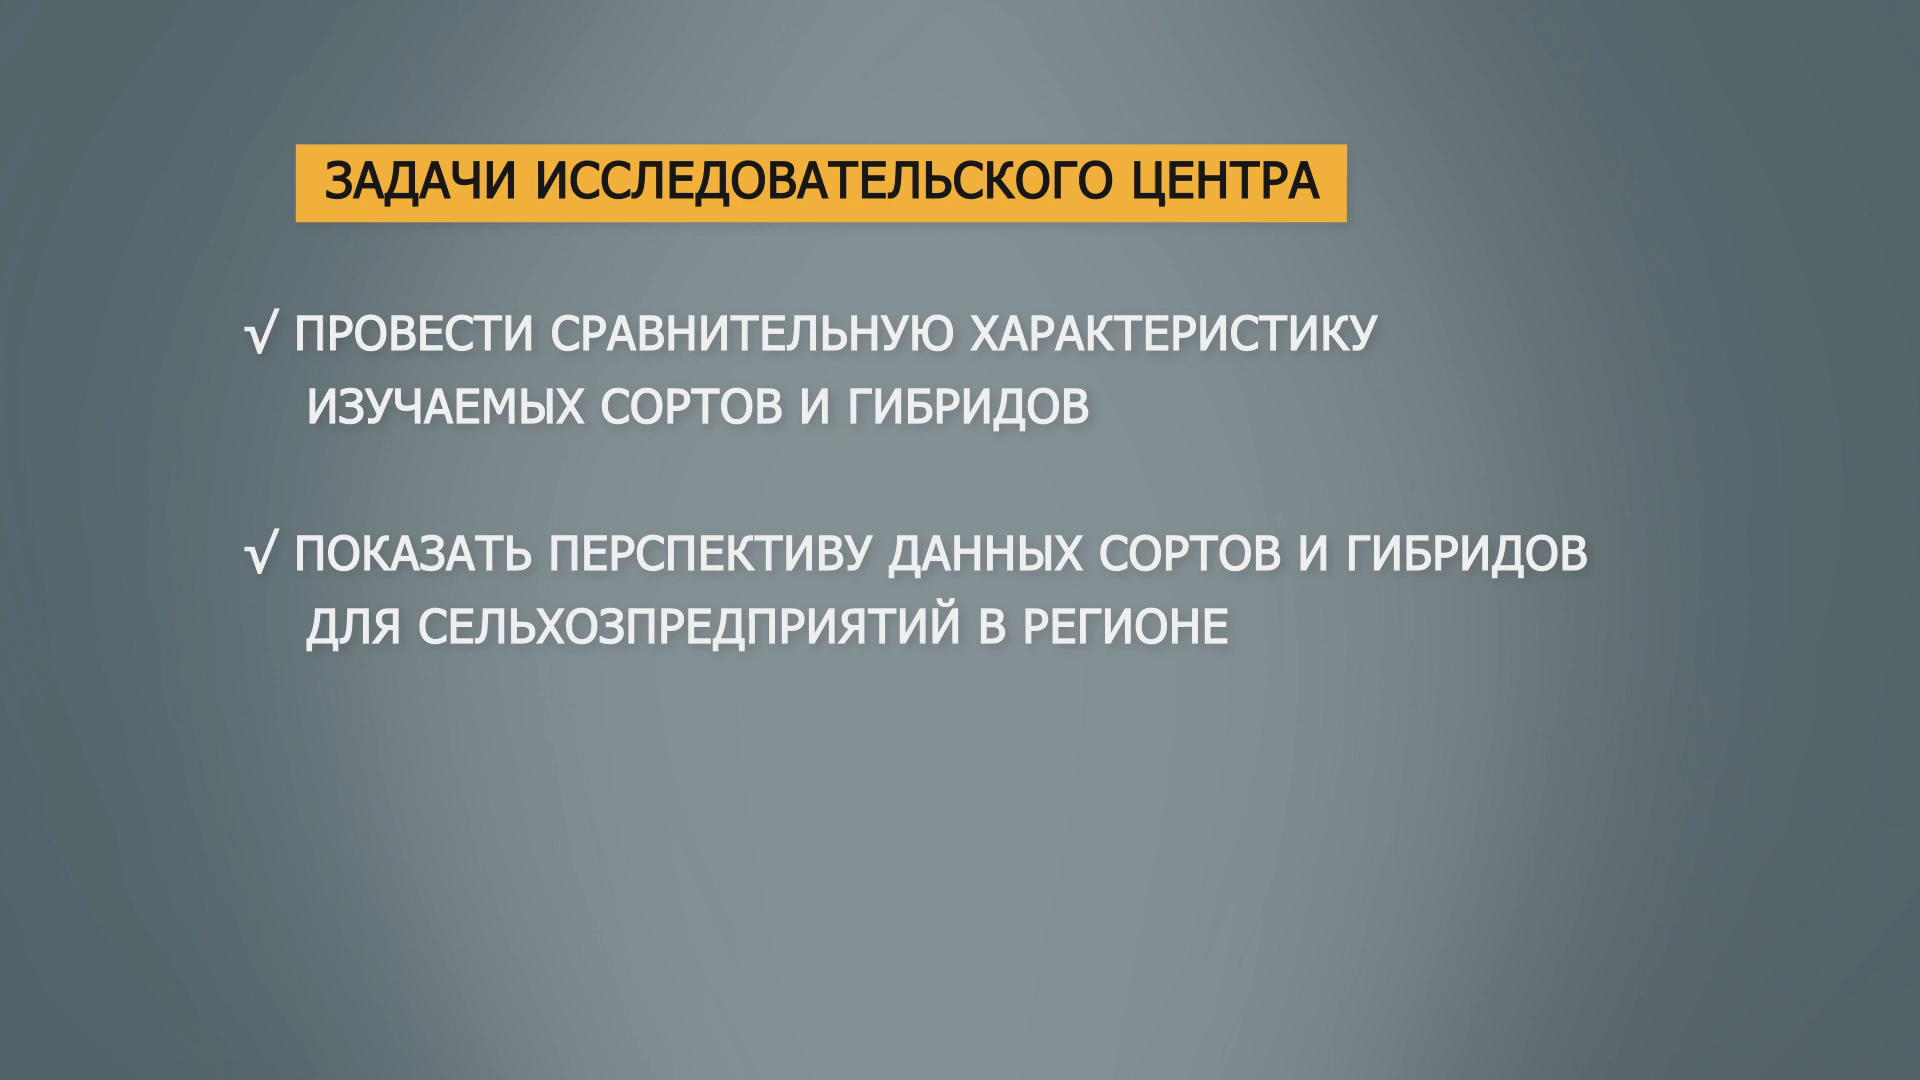 ЗАДАЧИ ИССЛЕДОВАТЕЛЬСКОГО ЦЕНТРА
√ ПРОВЕСТИ СРАВНИТЕЛЬНУЮ ХАРАКТЕРИСТИКУ
ИЗУЧАЕМЫХ СОРТОВ И ГИБРИДОВ
√ ПОКАЗАТЬ ПЕРСПЕКТИВУ ДАННЫХ СОРТОВ И ГИБРИДОВ
ДЛЯ СЕЛЬХОЗПРЕДПРИЯТИЙ В РЕГИОНЕ